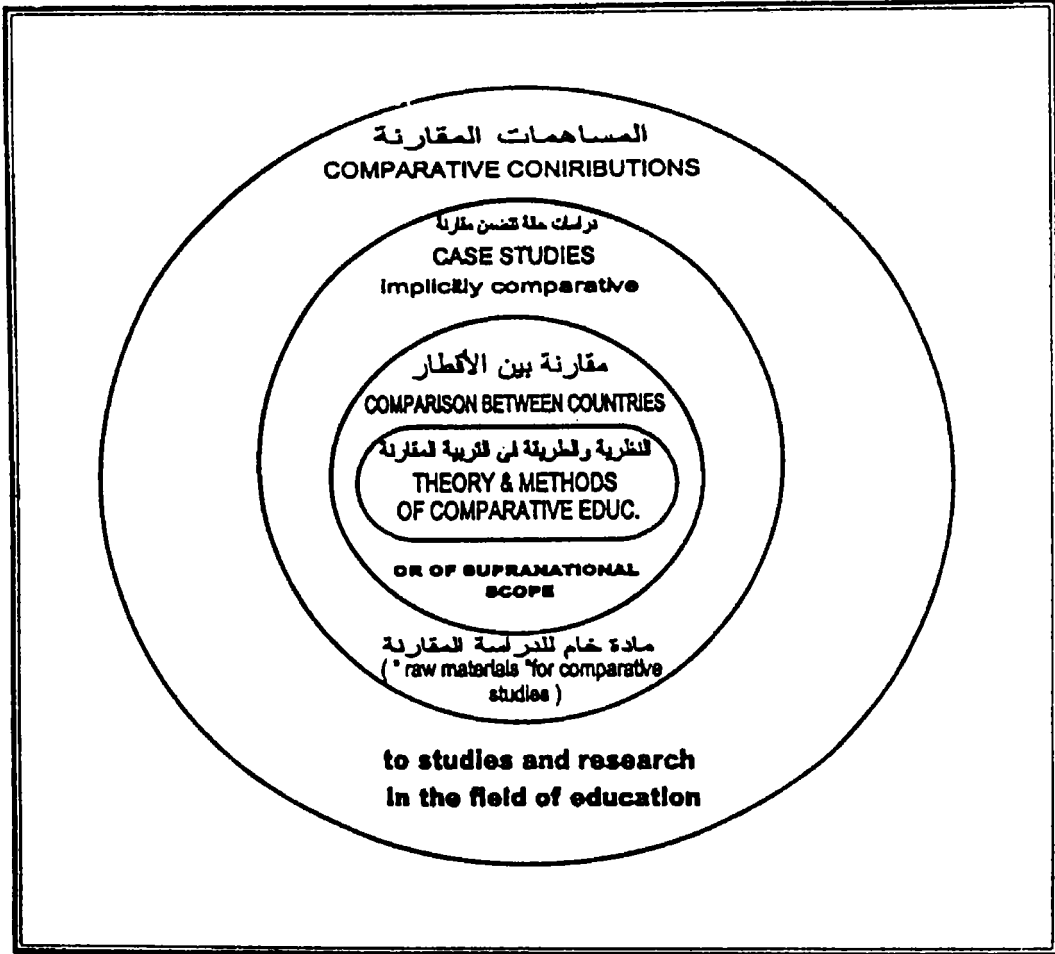 المساهمات المقارنة
COMPARATIVE CONIRIBUTIONS
دراسات حلة تتضمن مقارنة
CASE STUDIES
implicitly comparative
مقارنة بين الأقطار
COMPARISON BETWEEN COUNTRIES
النظرية والطريقة في التربية المقارنة
THEORY & METHODS
OF COMPARATIVE EDUC.
OR OF SUPRANATIONAL
SCOPE
مادة خام للدراسة المقارنة
( " raw materials "for comparative
studies )
to studies and research
in the field of education